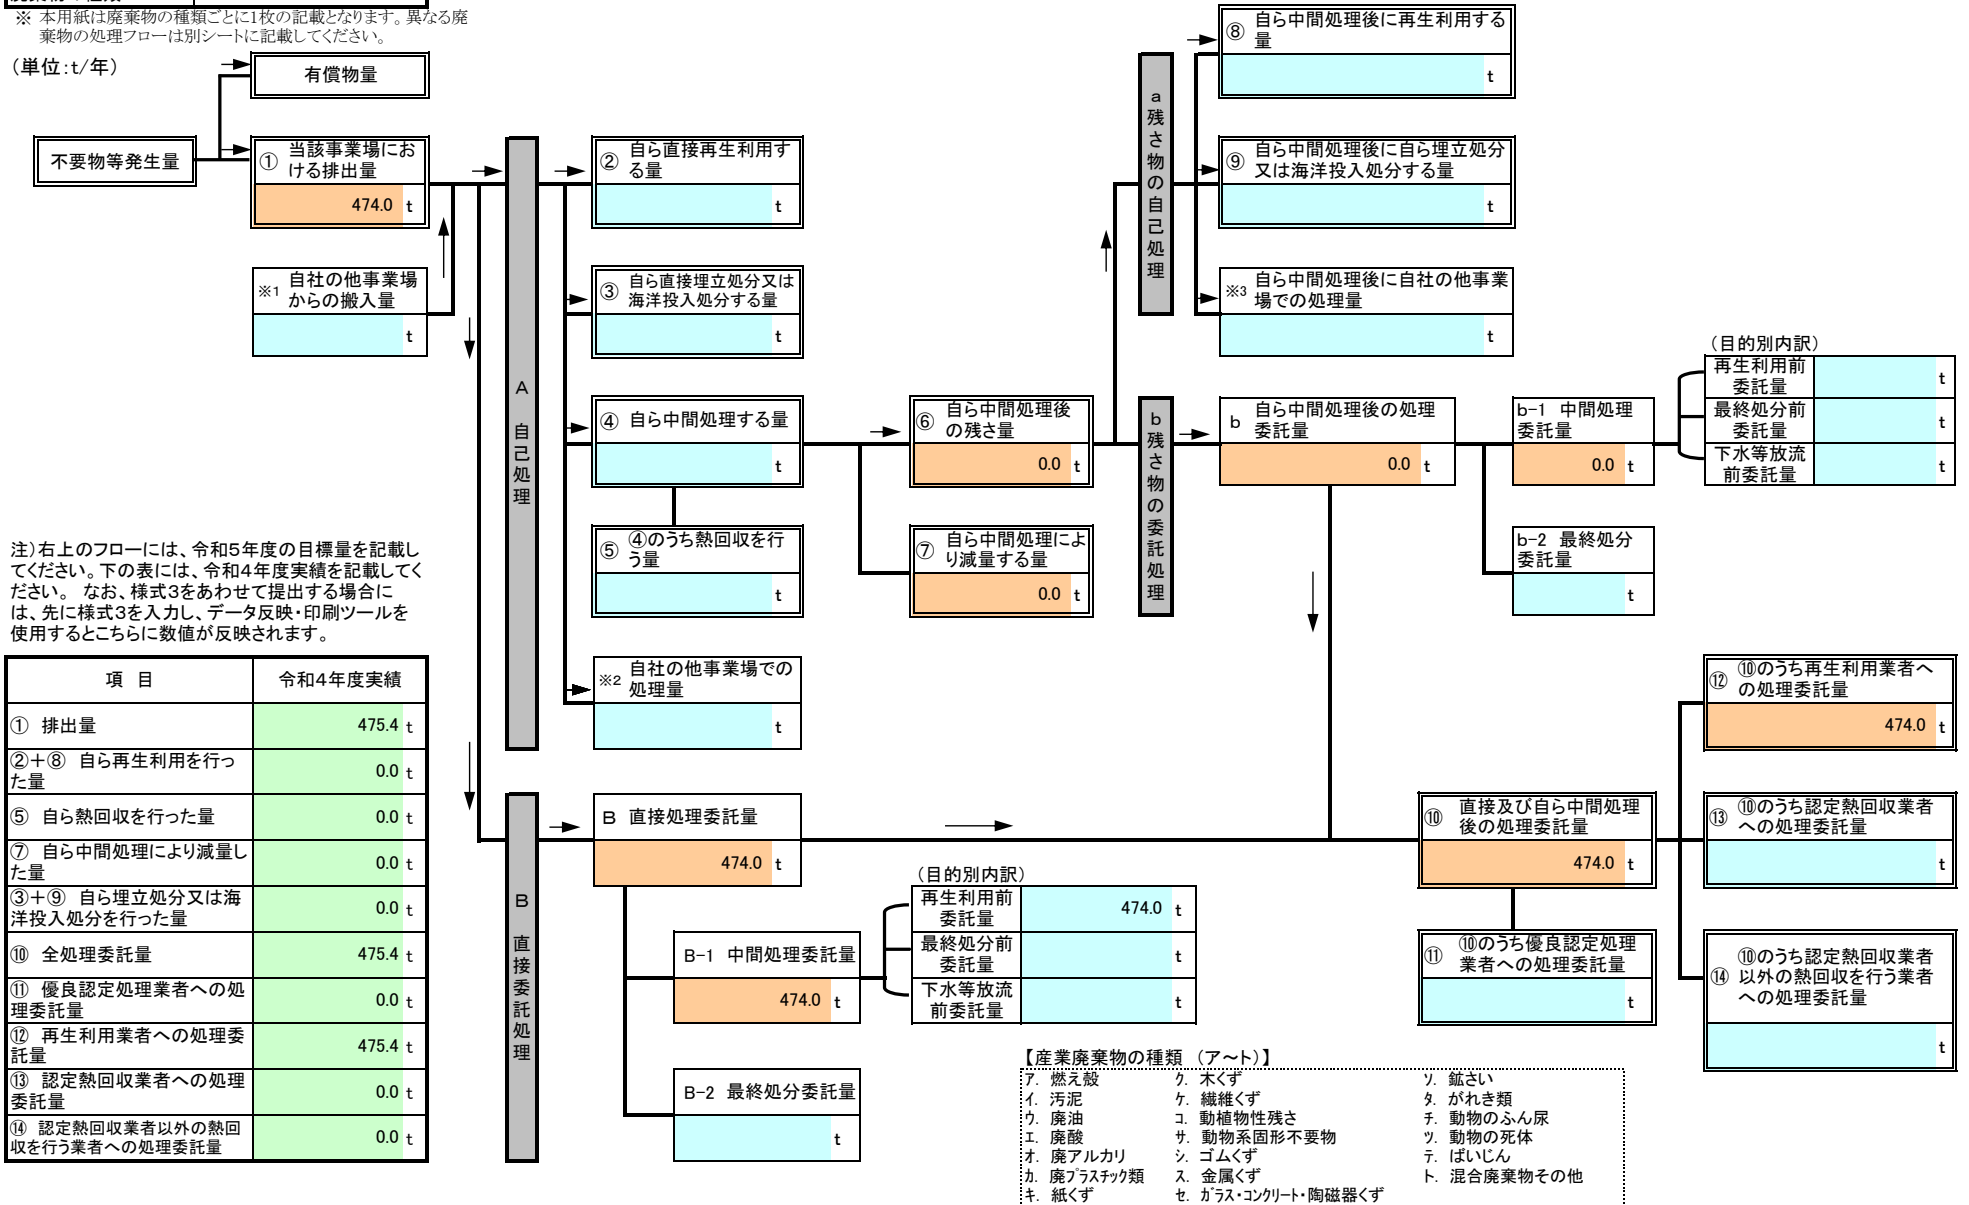 ※ 本用紙は廃棄物の種類ごとに1枚の記載となります。異なる廃
棄物の処理フローは別シートに記載してください。
(単位:t/年)
有償物量
不要物等発生量
① 当該事業場にお
ける排出量
474.0 t
※1 自社の他事業場
からの搬入量
t
A 自己処理
② 自ら直接再生利用す
る量
t
③ 自ら直接埋立処分又は
海洋投入処分する量
t
④ 自ら中間処理する量
t
⑤ ④のうち熱回収を行
う量
t
※2 自社の他事業場での
処理量
t
⑥ 自ら中間処理後
の残さ量
0.0 t
⑦ 自ら中間処理によ
り減量する量
0.0 t
a 残さ物の自己処理
⑧ 自ら中間処理後に再生利用する
量
t
⑨ 自ら中間処理後に自ら埋立処分
又は海洋投入処分する量
t
※3 自ら中間処理後に自社の他事業
場での処理量
t
b 残さ物の委託処理
b 自ら中間処理後の処理
委託量
0.0 t
b-1 中間処理
委託量
0.0 t
(目的別内訳)
再生利用前
委託量
t
最終処分前
委託量
t
下水等放流
前委託量
t
b-2 最終処分
委託量
t
注)右上のフローには、令和5年度の目標量を記載し
てください。下の表には、令和4年度実績を記載してく
ださい。 なお、様式3をあわせて提出する場合に
は、先に様式3を入力し、データ反映・印刷ツールを
使用するとこちらに数値が反映されます。
項 目 令和4年度実績
① 排出量 475.4 t
②+⑧ 自ら再生利用を行っ
た量 0.0 t
⑤ 自ら熱回収を行った量 0.0 t
⑦ 自ら中間処理により減量し
た量 0.0 t
③+⑨ 自ら埋立処分又は海
洋投入処分を行った量 0.0 t
⑩ 全処理委託量 475.4 t
⑪ 優良認定処理業者への処
理委託量 0.0 t
⑫ 再生利用業者への処理委
託量 475.4 t
⑬ 認定熱回収業者への処理
委託量 0.0 t
⑭ 認定熱回収業者以外の熱回
収を行う業者への処理委託量 0.0 t
B 直接委託処理
B 直接処理委託量
474.0 t
B-1 中間処理委託量
474.0 t
B-2 最終処分委託量
t
(目的別内訳)
再生利用前
委託量
474.0 t
最終処分前
委託量
t
下水等放流
前委託量
t
⑩ 直接及び自ら中間処理
後の処理委託量
474.0 t
⑪ ⑩のうち優良認定処理
業者への処理委託量
t
⑫ ⑩のうち再生利用業者へ
の処理委託量
474.0 t
⑬ ⑩のうち認定熱回収業者
への処理委託量
t
⑭ ⑩のうち認定熱回収業者
以外の熱回収を行う業者
への処理委託量
t
【産業廃棄物の種類 (ア~ト)】
ア. 燃え殻 ク. 木くず ソ. 鉱さい
イ. 汚泥 ケ. 繊維くず タ. がれき類
ウ. 廃油 コ. 動植物性残さ チ. 動物のふん尿
エ. 廃酸 サ. 動物系固形不要物 ツ. 動物の死体
オ. 廃アルカリ シ. ゴムくず テ. ばいじん
カ. 廃プラスチック類 ス. 金属くず ト. 混合廃棄物その他
キ. 紙くず セ. ガラス・コンクリート・陶磁器くず